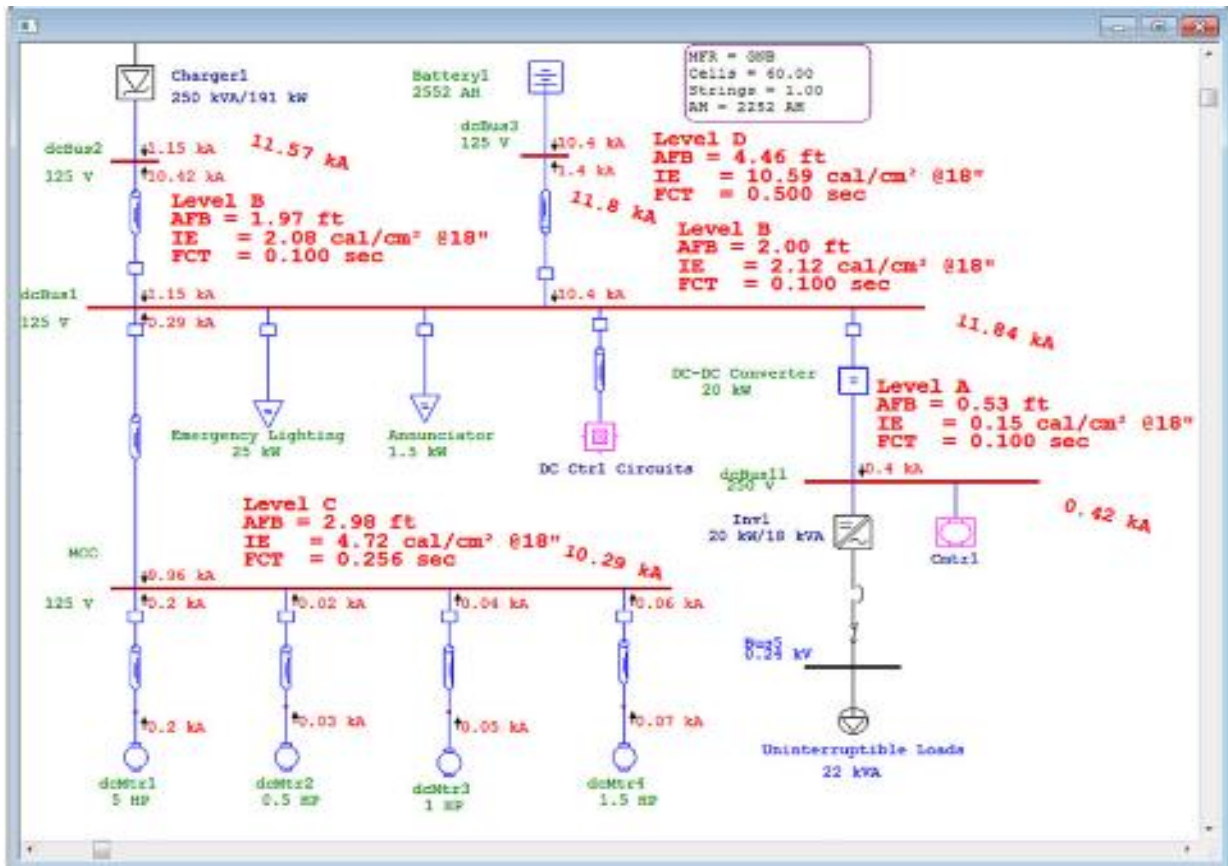 Charger1
250 kVA/191 kW
Battery1
2552 AH
MFR = GNB
Cells = 60.00
Strings = 1.00
AH = 2252 AH
dcBus2
125 V
1.15 kA
10.42 kA
11.57 kA
dcBus3
125 V
10.4 kA
1.4 kA
11.8 kA
Level D
AFB = 4.46 ft
IE = 10.59 cal/cm² @18"
FCT = 0.500 sec
Level B
AFB = 1.97 ft
IE = 2.08 cal/cm² @18"
FCT = 0.100 sec
Level B
AFB = 2.00 ft
IE = 2.12 cal/cm² @18"
FCT = 0.100 sec
dcBus1
125 V
1.15 kA
0.29 kA
10.4 kA
11.84 kA
Emergency Lighting
25 kW
Annunciator
1.5 kW
DC Ctrl Circuits
DC-DC Converter
20 kW
Level A
AFB = 0.53 ft
IE = 0.15 cal/cm² @18"
FCT = 0.100 sec
dcBus11
250 V
0.4 kA
0.42 kA
Inv1
20 kW/18 kVA
Cmtr1
Level C
AFB = 2.98 ft
IE = 4.72 cal/cm² @18"
FCT = 0.256 sec
10.29 kA
MCC
125 V
0.96 kA
0.2 kA
0.02 kA
0.04 kA
0.06 kA
Bus5
0.24 kV
0.2 kA
0.03 kA
0.05 kA
0.07 kA
dcMtr1
5 HP
dcMtr2
0.5 HP
dcMtr3
1 HP
dcMtr4
1.5 HP
Uninterruptible Loads
22 kVA